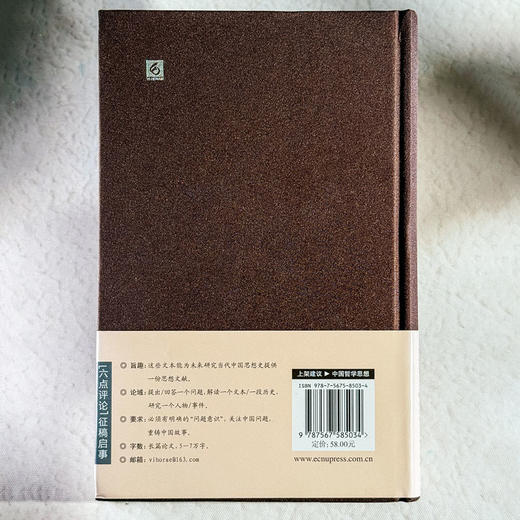 [六点评论]征稿启事
旨趣：这些文本能为未来研究当代中国思想史提供
一份思想文献。
论域：提出/回答一个问题，解读一个文本/一段历史，
研究一个人物/事件。
要求：必须有明确的“问题意识”，关注中国问题，
重铸中国故事。
字数：长篇论文，5—7万字。
邮箱：vihorae@163.com
上架建议 ▶ 中国哲学思想
ISBN 978-7-5675-8503-4
9 787567 585034 >
定价：58.00元
www.ecnupress.com.cn